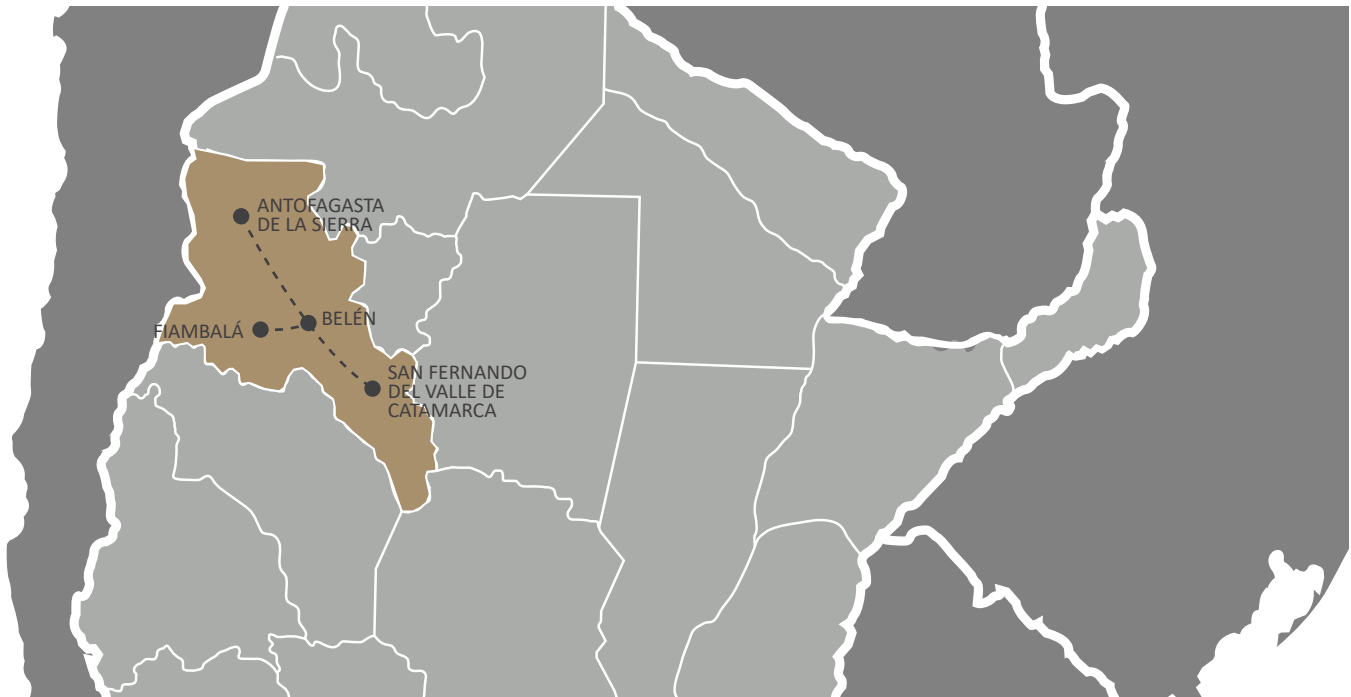 ANTOFAGASTA
DE LA SIERRA
FIAMBALÁ
BELÉN
SAN FERNANDO
DEL VALLE DE
CATAMARCA